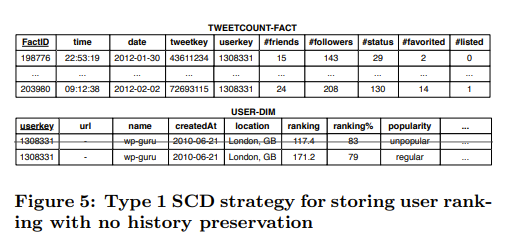 TWEETCOUNT-FACT
FactID time date tweetkey userkey #friends #followers #status #favorited #listed
198776 22:53:19 2012-01-30 43611234 1308331 15 143 29 2 0
... ... ... ... ... ... ... ... ... ...
203980 09:12:38 2012-02-02 72693115 1308331 24 208 130 14 1
USER-DIM
userkey url name createdAt location ranking ranking% popularity ...
1308331 - wp-guru 2010-06-21 London, GB 117.4 83 unpopular
1308331 - wp-guru 2010-06-21 London, GB 171.2 79 regular ...
Figure 5: Type 1 SCD strategy for storing user rank-
ing with no history preservation